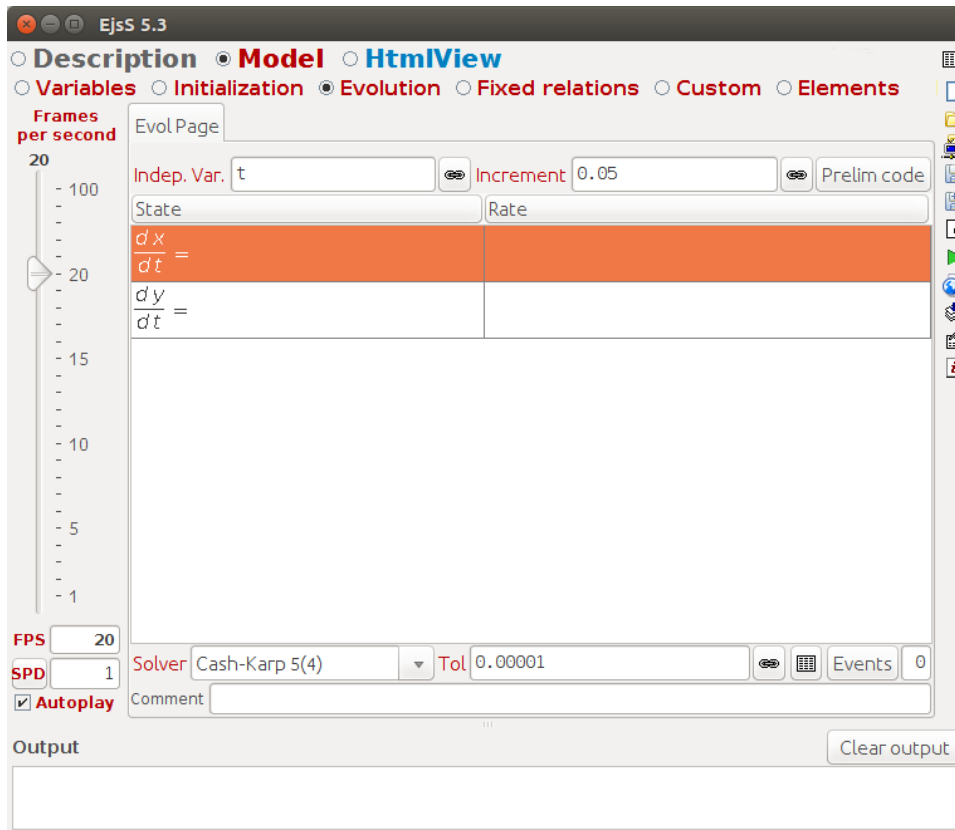 EjsS 5.3
Description Model HtmlView
Variables Initialization Evolution Fixed relations Custom Elements
Frames
per second
20
100
20
15
10
5
1
FPS 20
SPD 1
Autoplay
Evol Page
Indep. Var. t Increment 0.05 Prelim code
State Rate
dx
dt =
dy
dt =
Solver Cash-Karp 5(4) Tol 0.00001 Events 0
Comment
Output Clear output